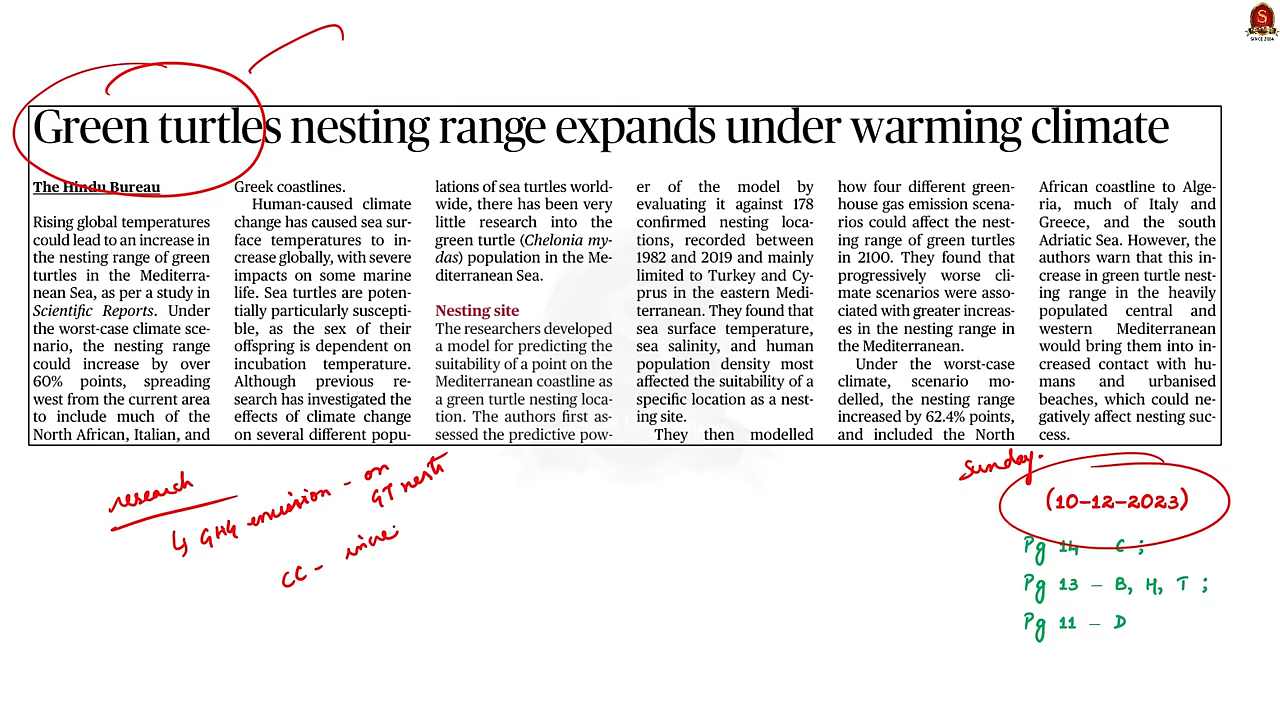 S
SINCE 2004
Green turtles nesting range expands under warming climate
The Hindu Bureau
Rising global temperatures
could lead to an increase in
the nesting range of green
turtles in the Mediterra-
nean Sea, as per a study in
Scientific Reports. Under
the worst-case climate sce-
nario, the nesting range
could increase by over
60% points, spreading
west from the current area
to include much of the
North African, Italian, and
Greek coastlines.
Human-caused climate
change has caused sea sur-
face temperatures to in-
crease globally, with severe
impacts on some marine
life. Sea turtles are poten-
tially particularly suscepti-
ble, as the sex of their
offspring is dependent on
incubation temperature.
Although previous re-
search has investigated the
effects of climate change
on several different popu-
lations of sea turtles world-
wide, there has been very
little research into the
green turtle (Chelonia my-
das) population in the Me-
diterranean Sea.
Nesting site
The researchers developed
a model for predicting the
suitability of a point on the
Mediterranean coastline as
a green turtle nesting loca-
tion. The authors first as-
sessed the predictive pow-
er of the model by
evaluating it against 178
confirmed nesting loca-
tions, recorded between
1982 and 2019 and mainly
limited to Turkey and Cy-
prus in the eastern Medi-
terranean. They found that
sea surface temperature,
sea salinity, and human
population density most
affected the suitability of a
specific location as a nest-
ing site.
They then modelled
how four different green-
house gas emission scena-
rios could affect the nest-
ing range of green turtles
in 2100. They found that
progressively worse cli-
mate scenarios were asso-
ciated with greater increas-
es in the nesting range in
the Mediterranean.
Under the worst-case
climate, scenario mo-
delled, the nesting range
increased by 62.4% points,
and included the North
African coastline to Alge-
ria, much of Italy and
Greece, and the south
Adriatic Sea. However, the
authors warn that this in-
crease in green turtle nest-
ing range in the heavily
populated central and
western Mediterranean
would bring them into in-
creased contact with hu-
mans and urbanised
beaches, which could ne-
gatively affect nesting suc-
cess.
research
GHG emission - on
GT nesti
CC - incre
Sunday.
(10-12-2023)
Pg 14 - C ;
Pg 13 - B, H, T ;
Pg 11 - D